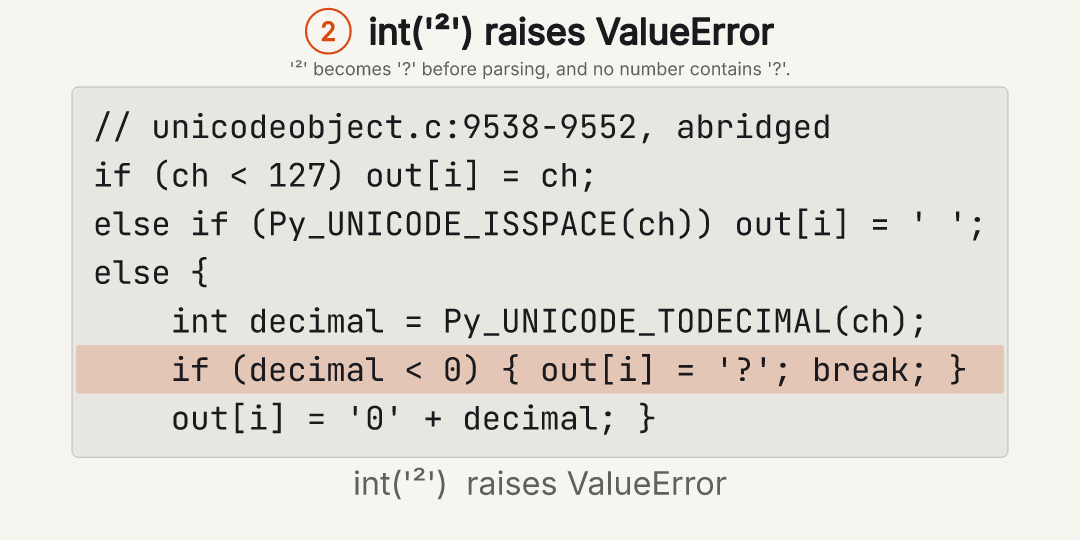 2 int('²') raises ValueError
'²' becomes '?' before parsing, and no number contains '?'.
// unicodeobject.c:9538-9552, abridged
if (ch < 127) out[i] = ch;
else if (Py_UNICODE_ISSPACE(ch)) out[i] = ' ';
else {
    int decimal = Py_UNICODE_TODECIMAL(ch);
    if (decimal < 0) { out[i] = '?'; break; }
    out[i] = '0' + decimal; }
int('²')  raises ValueError